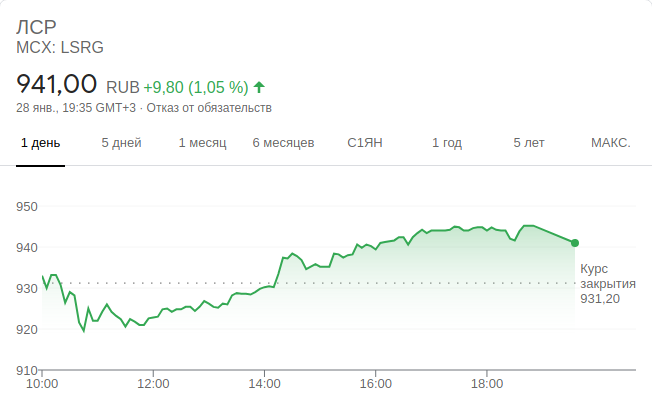 ЛСР
MCX: LSRG
941,00 RUB +9,80 (1,05 %)
28 янв., 19:35 GMT+3 · Отказ от обязательств
1 день 5 дней 1 месяц 6 месяцев С1ЯН 1 год 5 лет МАКС.
950
940
930
920
910
Курс
закрытия
931,20
10:00 12:00 14:00 16:00 18:00